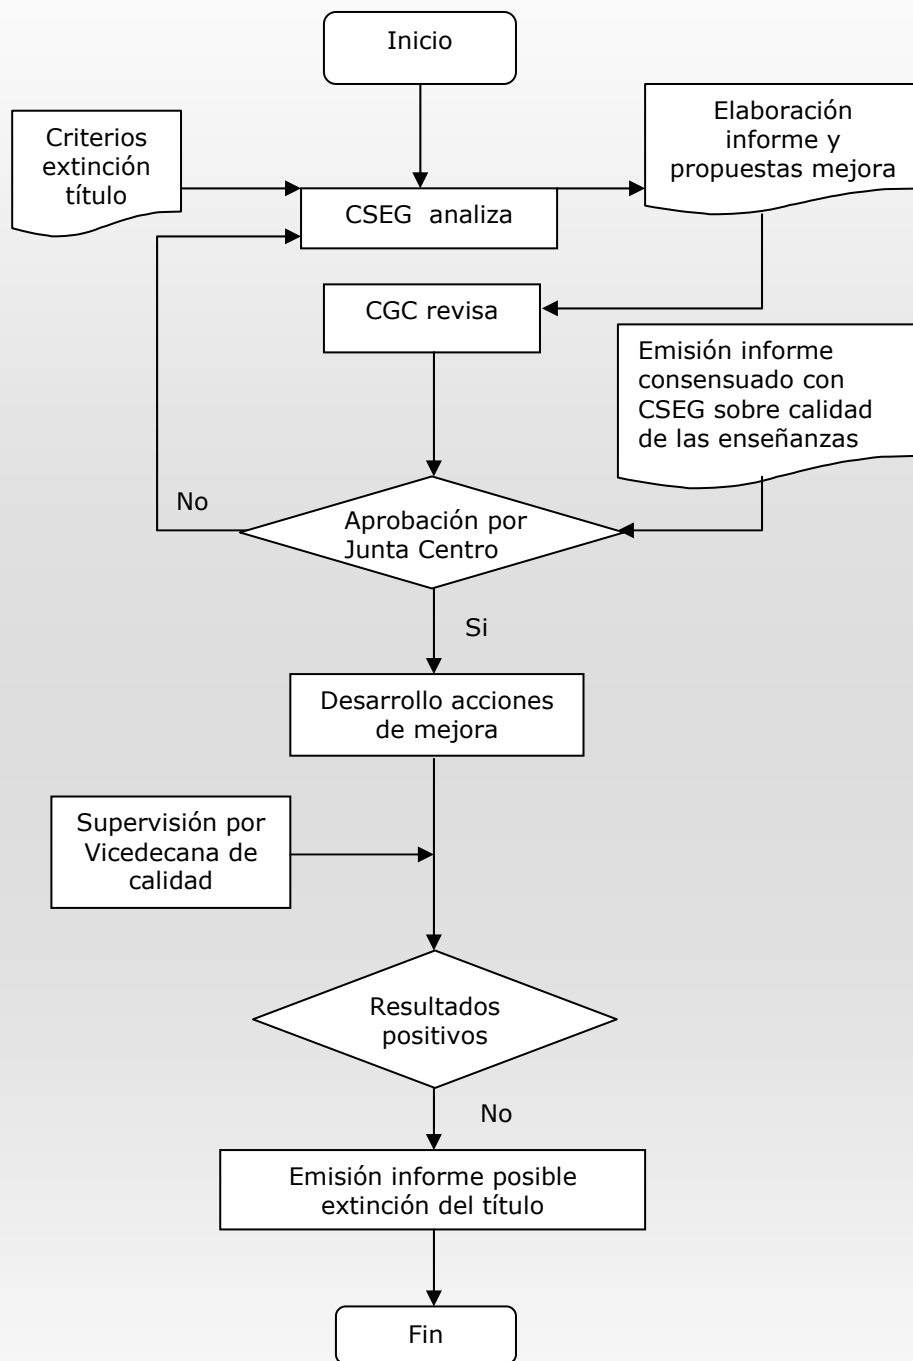 Inicio
Criterios
extinción
título
Elaboración
informe y
propuestas mejora
CSEG analiza
CGC revisa
Emisión informe
consensuado con
CSEG sobre calidad
de las enseñanzas
No
Aprobación por
Junta Centro
Si
Desarrollo acciones
de mejora
Supervisión por
Vicedecana de
calidad
Resultados
positivos
No
Emisión informe posible
extinción del título
Fin